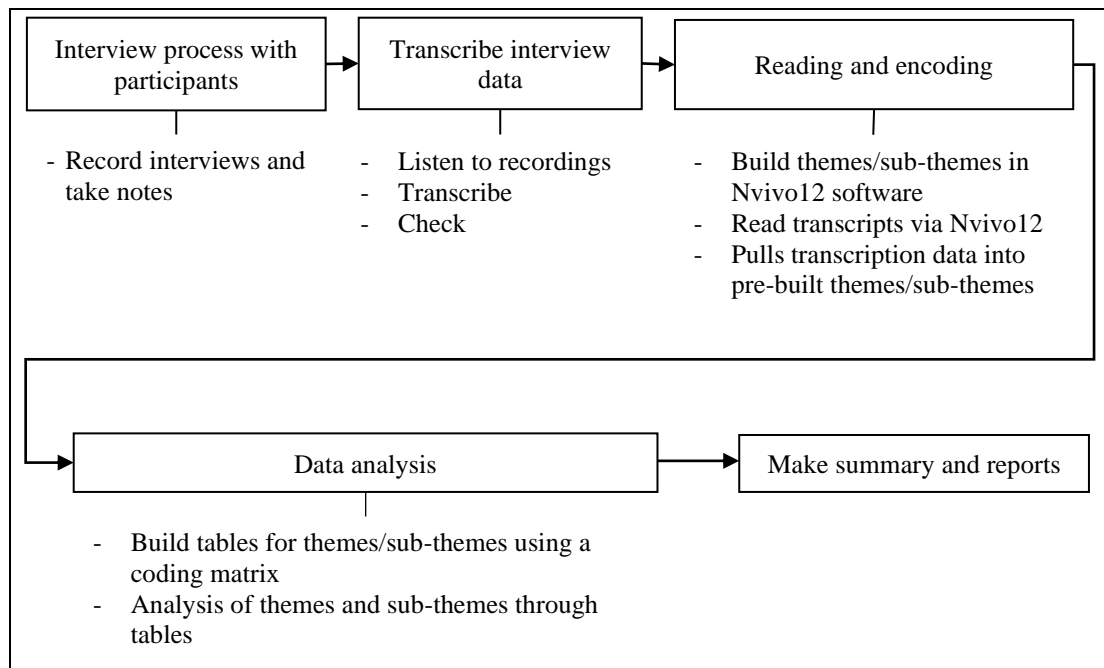 Interview process with
participants
Transcribe interview
data
Reading and encoding
- Record interviews and
take notes
- Listen to recordings
- Transcribe
- Check
- Build themes/sub-themes in
Nvivo12 software
- Read transcripts via Nvivo12
- Pulls transcription data into
pre-built themes/sub-themes
Data analysis
Make summary and reports
- Build tables for themes/sub-themes using a
coding matrix
- Analysis of themes and sub-themes through
tables